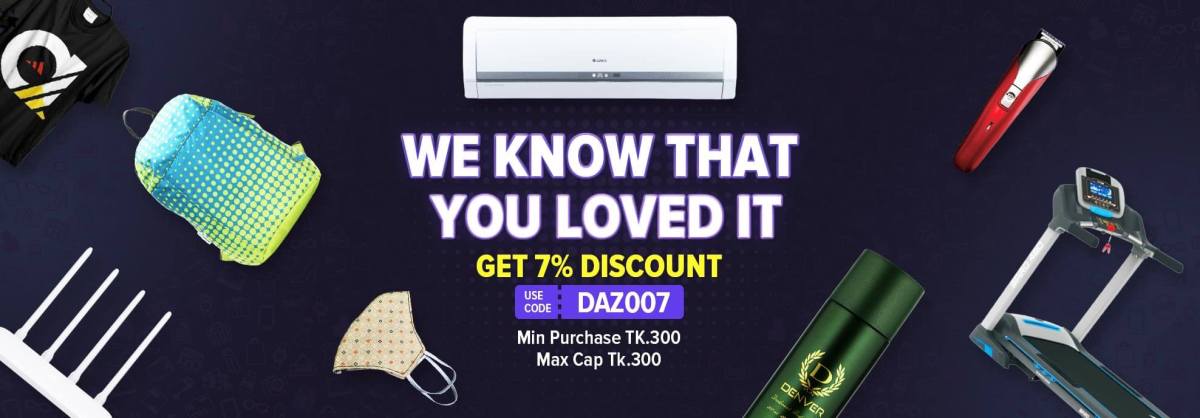 WE KNOW THAT
YOU LOVED IT
GET 7% DISCOUNT
USE
CODE
DAZ007
Min Purchase TK.300
Max Cap Tk.300
D
DENVER